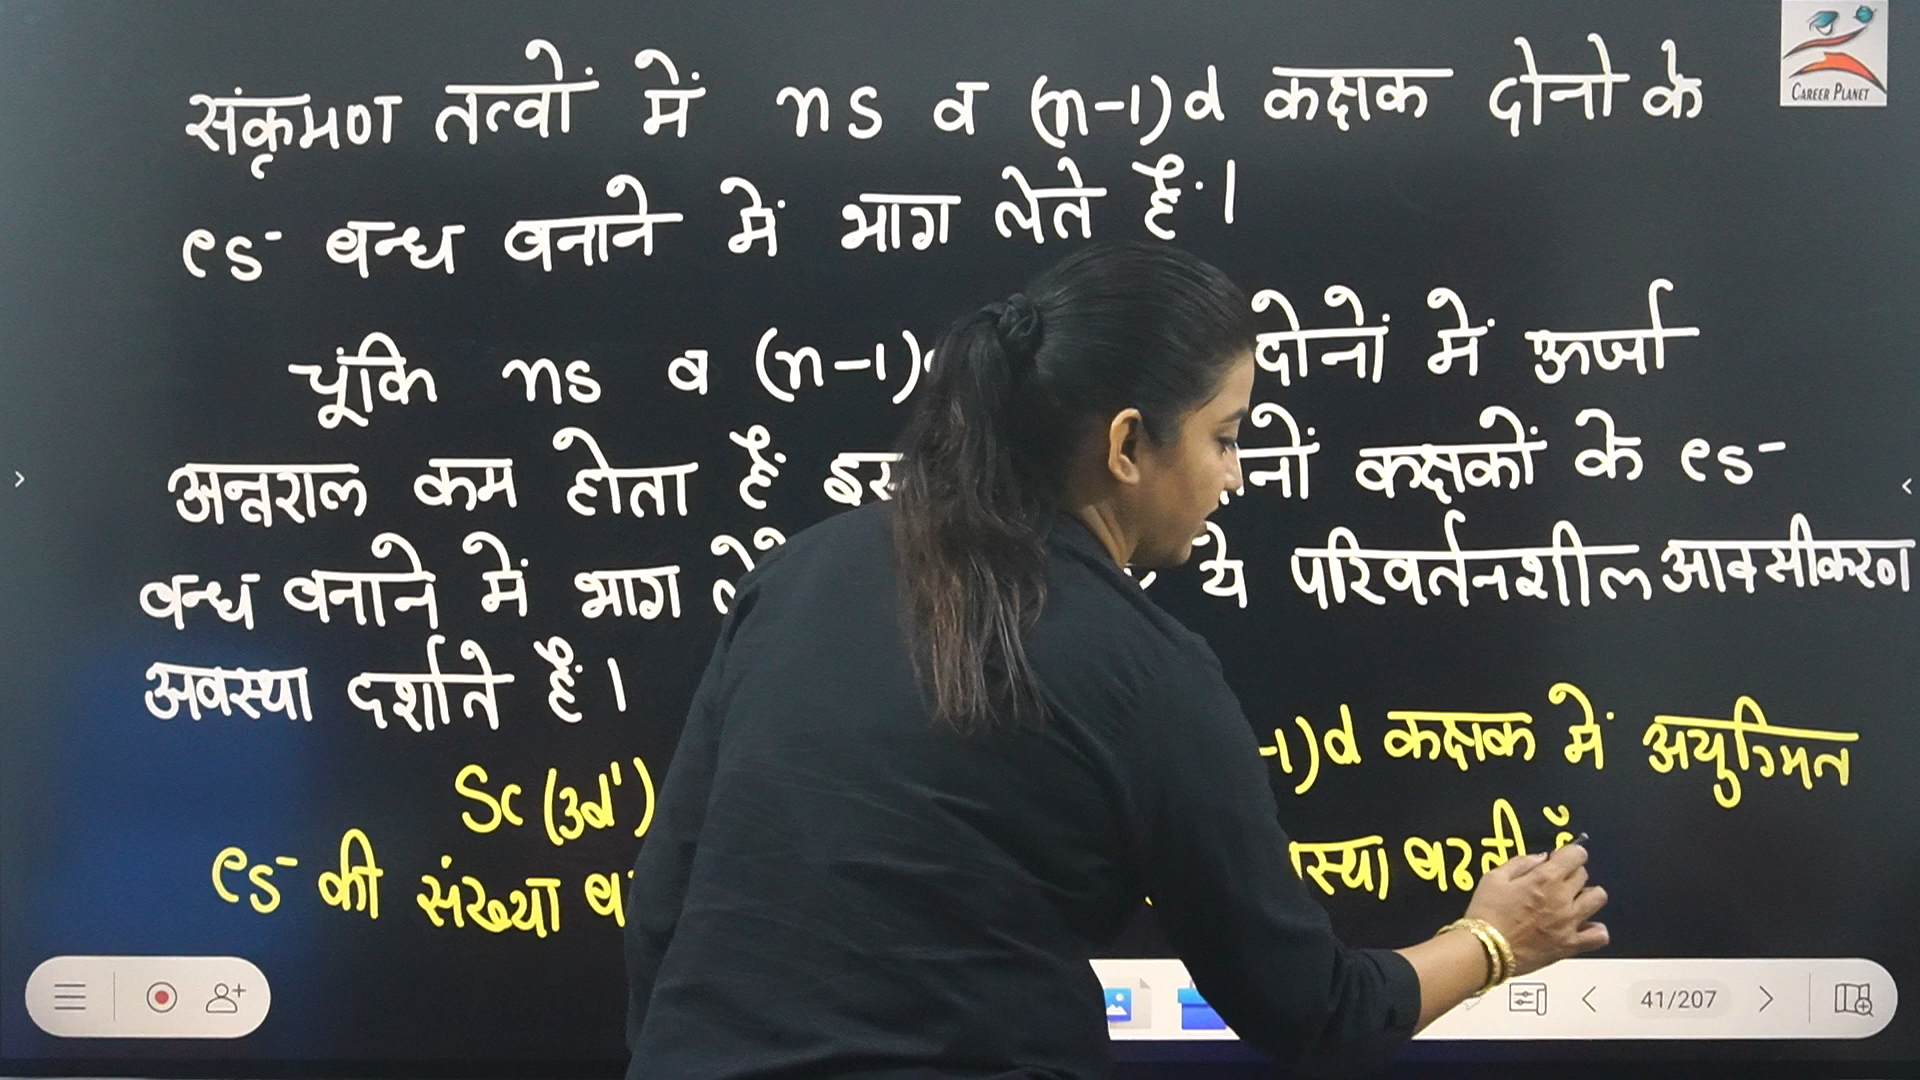 संक्रमण तत्वों में ns व (n-1)d कक्षक दोनो के
es⁻ बन्ध बनाने में भाग लेते हैं।
चूंकि ns व (n-1) दोनों में ऊर्जा
अन्तराल कम होता हैं इस नों कक्षकों के es⁻
बन्ध बनाने में भाग ये परिवर्तनशील आक्सीकरण
अवस्था दर्शाते हैं।
Sc (3d¹) -1)d कक्षक में अयुग्मित
es⁻ की संख्या स्था बढती
CAREER PLANET
41/207